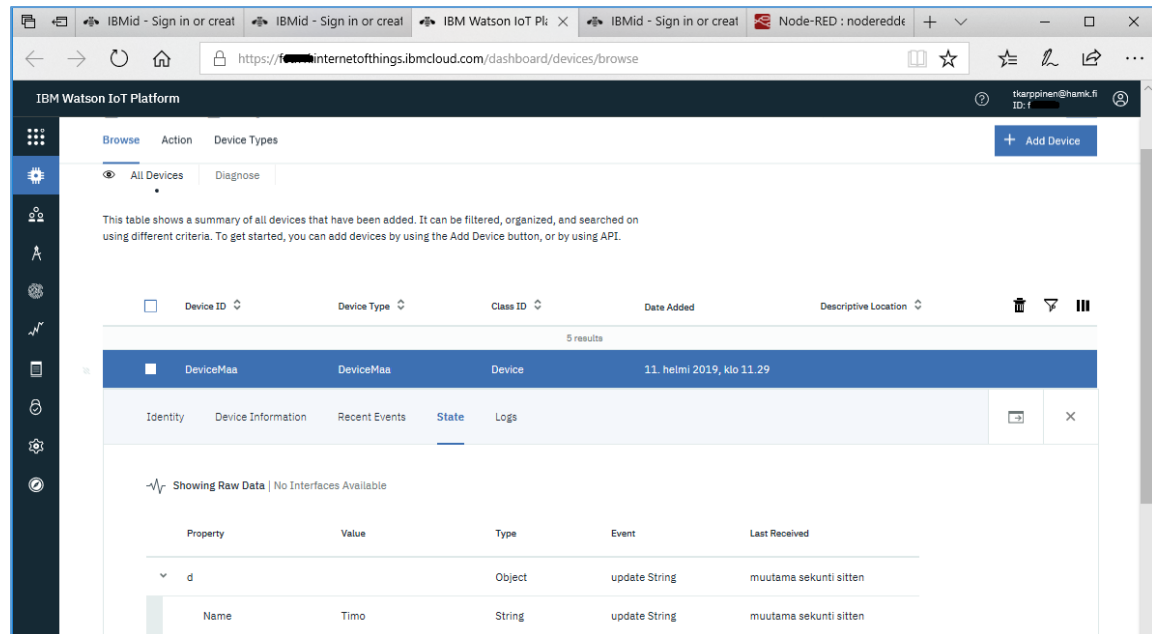 IBMid - Sign in or creat IBMid - Sign in or creat IBM Watson IoT Pla IBMid - Sign in or creat Node-RED : noderedde
internetofthings.ibmcloud.com/dashboard/devices/browse
IBM Watson IoT Platform tkarppinen@hamk.fi
ID: f
Browse Action Device Types + Add Device
All Devices Diagnose
This table shows a summary of all devices that have been added. It can be filtered, organized, and searched on
using different criteria. To get started, you can add devices by using the Add Device button, or by using API.
Device ID Device Type Class ID Date Added Descriptive Location
5 results
DeviceMaa DeviceMaa Device 11. helmi 2019, klo 11.29
Identity Device Information Recent Events State Logs
Showing Raw Data | No Interfaces Available
Property Value Type Event Last Received
d Object update String muutama sekunti sitten
Name Timo String update String muutama sekunti sitten